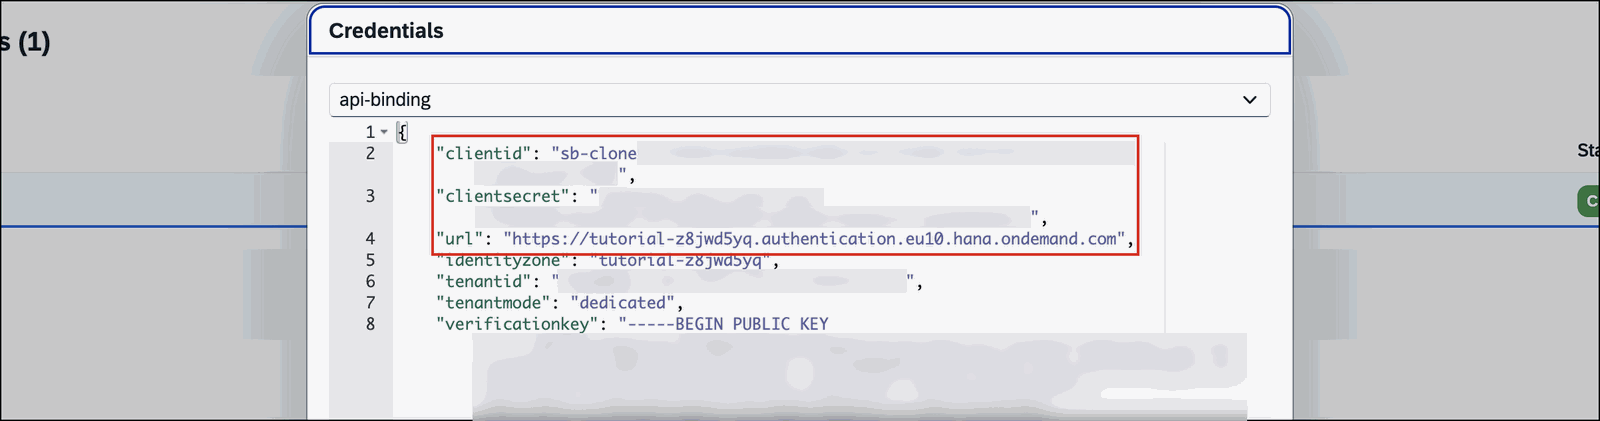 Credentials
s (1)
api-binding
1 {
2 "clientid": "sb-clone
",
3 "clientsecret": "
",
4 "url": "https://tutorial-z8jwd5yq.authentication.eu10.hana.ondemand.com",
5 "identityzone": "tutorial-z8jwd5yq",
6 "tenantid": " ",
7 "tenantmode": "dedicated",
8 "verificationkey": "-----BEGIN PUBLIC KEY
Sta
C